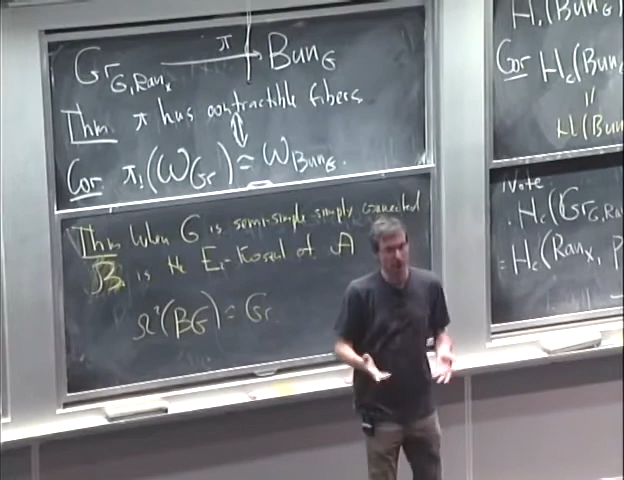 Gr_{G,Ran_X} \xrightarrow{π} Bun_G
Thm π has contractible fibers
Cor π_!(ω_{Gr}) ≃ ω_{Bun_G}.
Thm When G is semi-simple simply connected
B is the E_2-Koszul of A
Ω²(BG) ≃ Gr
H_c(Bun_G)
Cor H_c(Bun
H(Bun
Note
H_c(Gr_{G,Ra
= H_c(Ran_X,